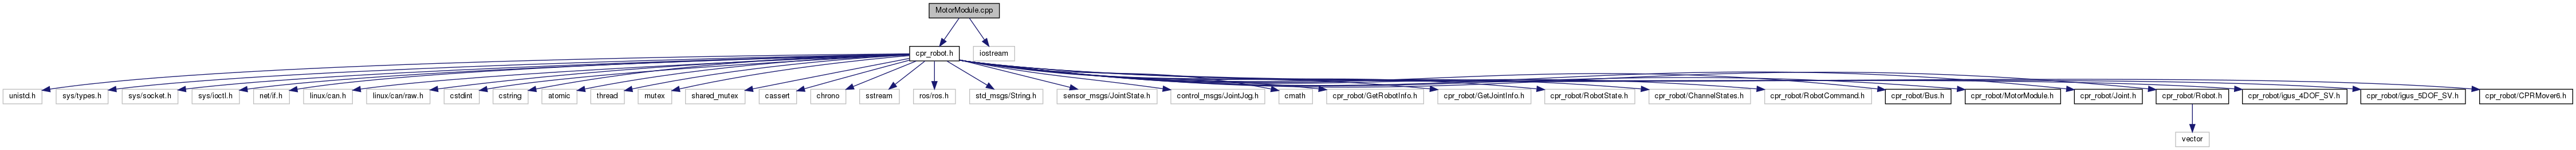 MotorModule.cpp
cpr_robot.h
iostream
unistd.h
sys/types.h
sys/socket.h
sys/ioctl.h
net/if.h
linux/can.h
linux/can/raw.h
cstdint
cstring
atomic
thread
mutex
shared_mutex
cassert
chrono
sstream
ros/ros.h
std_msgs/String.h
sensor_msgs/JointState.h
control_msgs/JointJog.h
cmath
cpr_robot/GetRobotInfo.h
cpr_robot/GetJointInfo.h
cpr_robot/RobotState.h
cpr_robot/ChannelStates.h
cpr_robot/RobotCommand.h
cpr_robot/Bus.h
cpr_robot/MotorModule.h
cpr_robot/Joint.h
cpr_robot/Robot.h
cpr_robot/igus_4DOF_SV.h
cpr_robot/igus_5DOF_SV.h
cpr_robot/CPRMover6.h
vector